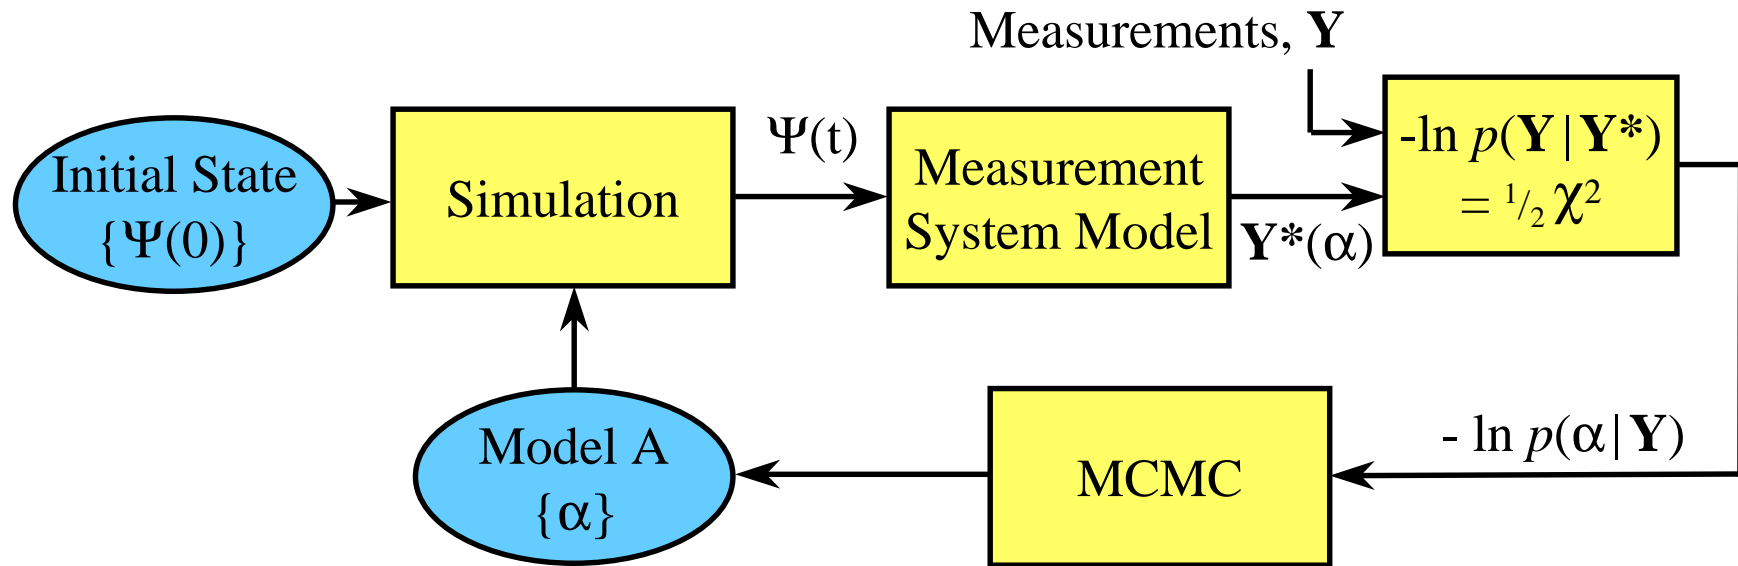 Measurements, Y
Initial State
{Ψ(0)}
Simulation
Ψ(t)
Measurement
System Model
Y*(α)
-ln p(Y|Y*)
= 1/2 χ²
Model A
{α}
MCMC
- ln p(α|Y)